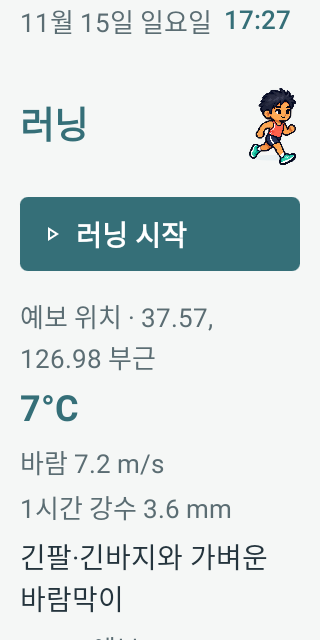 11월 15일 일요일 17:27
러닝
러닝 시작
예보 위치 · 37.57,
126.98 부근
7°C
바람 7.2 m/s
1시간 강수 3.6 mm
긴팔·긴바지와 가벼운
바람막이